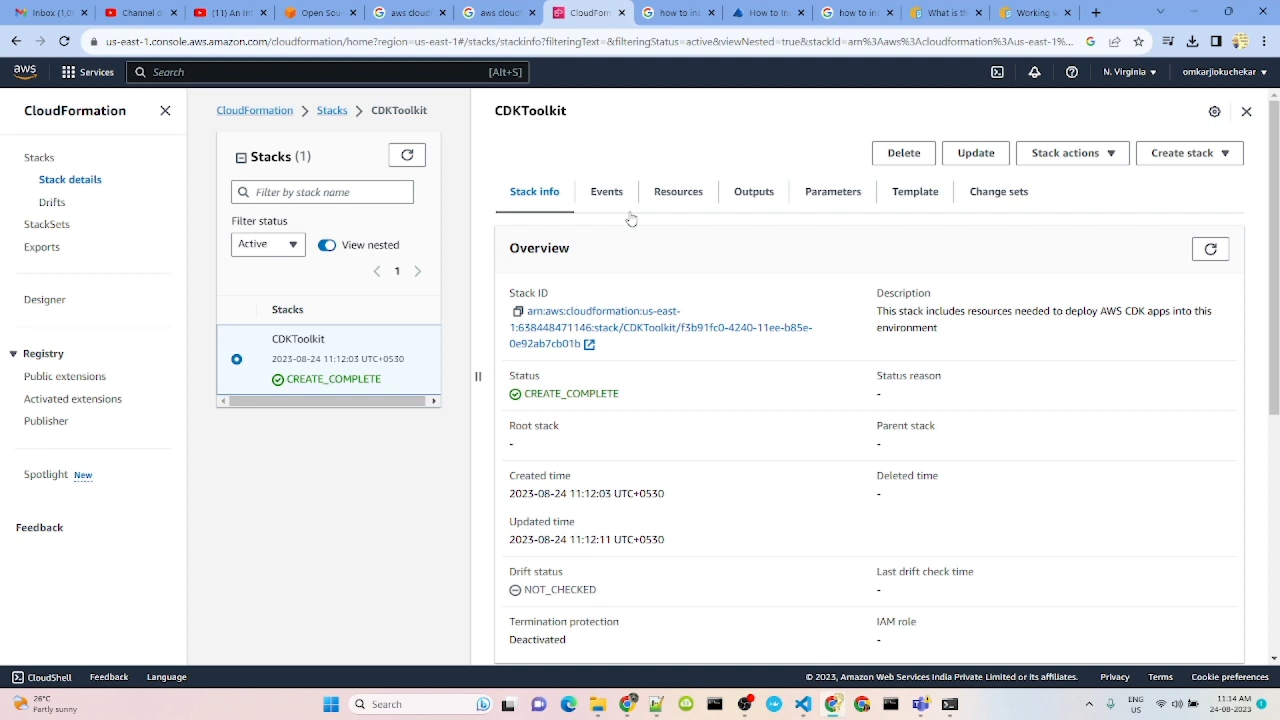 Inbox (1,0
Channel d
(1) An Int
Open Sou
aws cloud
aws cloud
CloudForm
how to ins
How to In
how to ins
What is th
Working w
us-east-1.console.aws.amazon.com/cloudformation/home?region=us-east-1#/stacks/stackinfo?filteringText=&filteringStatus=active&viewNested=true&stackId=arn%3Aaws%3Acloudformation%3Aus-east-1%...
aws
Services
Search
[Alt+S]
N. Virginia
omkarjokuchekar
CloudFormation
Stacks
Stack details
Drifts
StackSets
Exports
Designer
Registry
Public extensions
Activated extensions
Publisher
Spotlight New
Feedback
CloudFormation
Stacks
CDKToolkit
Stacks (1)
Filter by stack name
Filter status
Active
View nested
1
Stacks
CDKToolkit
2023-08-24 11:12:03 UTC+0530
CREATE_COMPLETE
CDKToolkit
Delete
Update
Stack actions
Create stack
Stack info
Events
Resources
Outputs
Parameters
Template
Change sets
Overview
Stack ID
arn:aws:cloudformation:us-east-
1:638448471146:stack/CDKToolkit/f3b91fc0-4240-11ee-b85e-
0e92ab7cb01b
Description
This stack includes resources needed to deploy AWS CDK apps into this
environment
Status
CREATE_COMPLETE
Status reason
-
Root stack
-
Parent stack
-
Created time
2023-08-24 11:12:03 UTC+0530
Deleted time
-
Updated time
2023-08-24 11:12:11 UTC+0530
Drift status
NOT_CHECKED
Last drift check time
-
Termination protection
Deactivated
IAM role
-
CloudShell
Feedback
Language
© 2023, Amazon Web Services India Private Limited or its affiliates.
Privacy
Terms
Cookie preferences
28°C
Partly sunny
Search
ENG
US
11:14 AM
24-08-2023